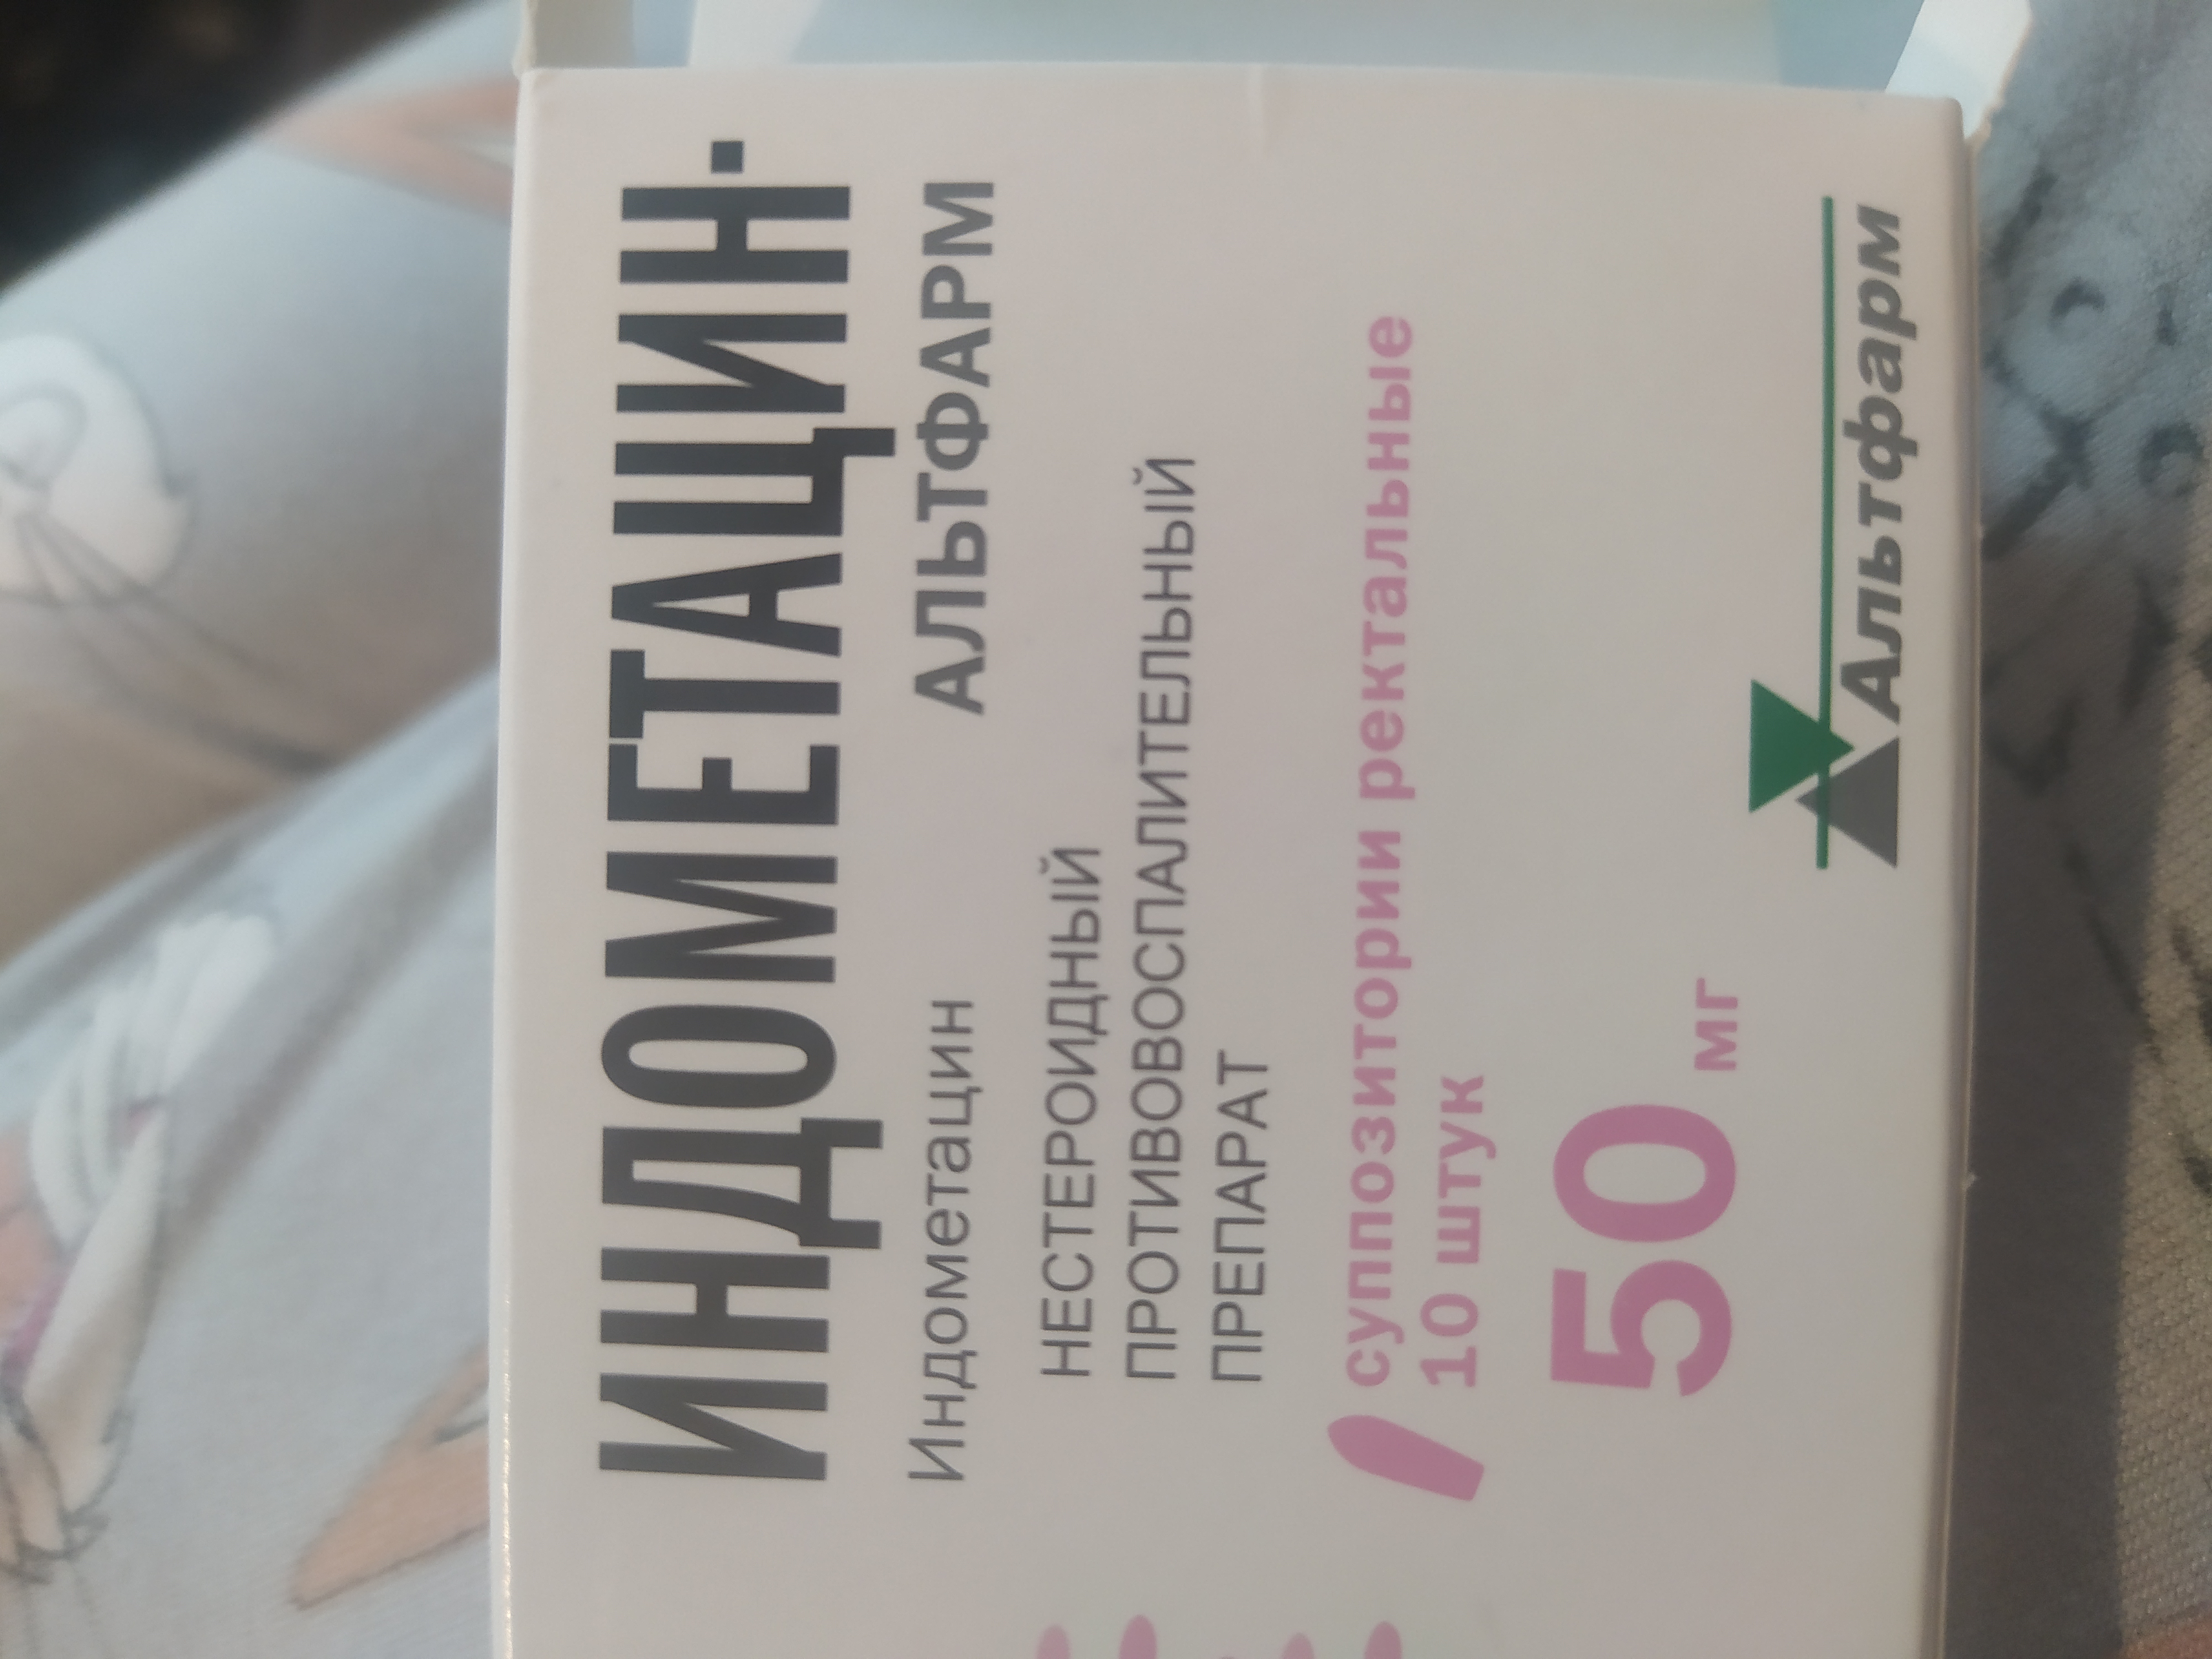 ИНДОМЕТАЦИН·
АЛЬТФАРМ
Индометацин
НЕСТЕРОИДНЫЙ
ПРОТИВОВОСПАЛИТЕЛЬНЫЙ
ПРЕПАРАТ
суппозитории ректальные
10 штук
50 мг
Альтфарм